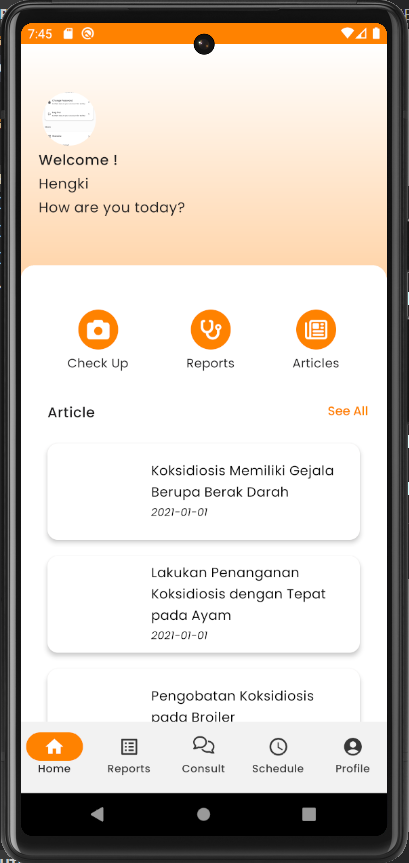 7:45
Welcome !
Hengki
How are you today?
Check Up
Reports
Articles
Article
See All
Koksidiosis Memiliki Gejala
Berupa Berak Darah
2021-01-01
Lakukan Penanganan
Koksidiosis dengan Tepat
pada Ayam
2021-01-01
Pengobatan Koksidiosis
pada Broiler
Home
Reports
Consult
Schedule
Profile